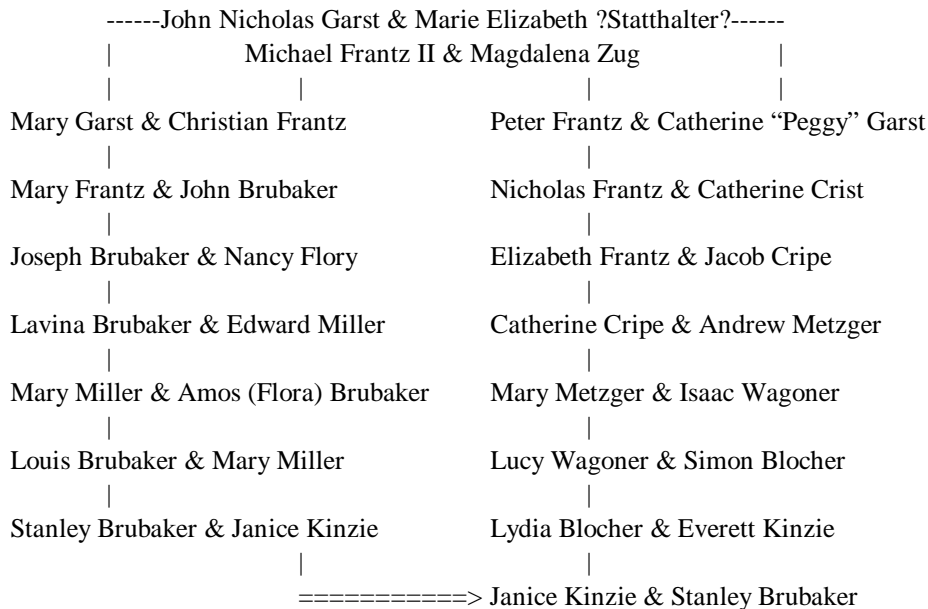 ------John Nicholas Garst & Marie Elizabeth ?Statthalter?------
| Michael Frantz II & Magdalena Zug |
| | | |
Mary Garst & Christian Frantz Peter Frantz & Catherine “Peggy” Garst
| |
Mary Frantz & John Brubaker Nicholas Frantz & Catherine Crist
| |
Joseph Brubaker & Nancy Flory Elizabeth Frantz & Jacob Cripe
| |
Lavina Brubaker & Edward Miller Catherine Cripe & Andrew Metzger
| |
Mary Miller & Amos (Flora) Brubaker Mary Metzger & Isaac Wagoner
| |
Louis Brubaker & Mary Miller Lucy Wagoner & Simon Blocher
| |
Stanley Brubaker & Janice Kinzie Lydia Blocher & Everett Kinzie
| |
===========> Janice Kinzie & Stanley Brubaker